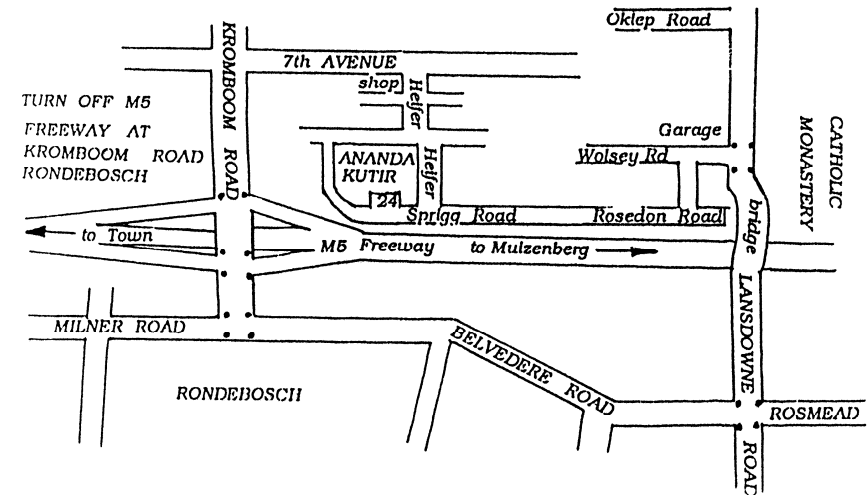 Oklep Road
KROMBOOM ROAD
7th AVENUE
shop
Heifer
TURN OFF M5
FREEWAY AT
KROMBOOM ROAD
RONDEBOSCH
Garage
CATHOLIC
MONASTERY
ANANDA
KUTIR
Heifer
Wolsey Rd
24
Sprigg Road
Rosedon Road
bridge
to Town
M5 Freeway to Muizenberg
LANSDOWNE ROAD
MILNER ROAD
BELVEDERE ROAD
RONDEBOSCH
ROSMEAD